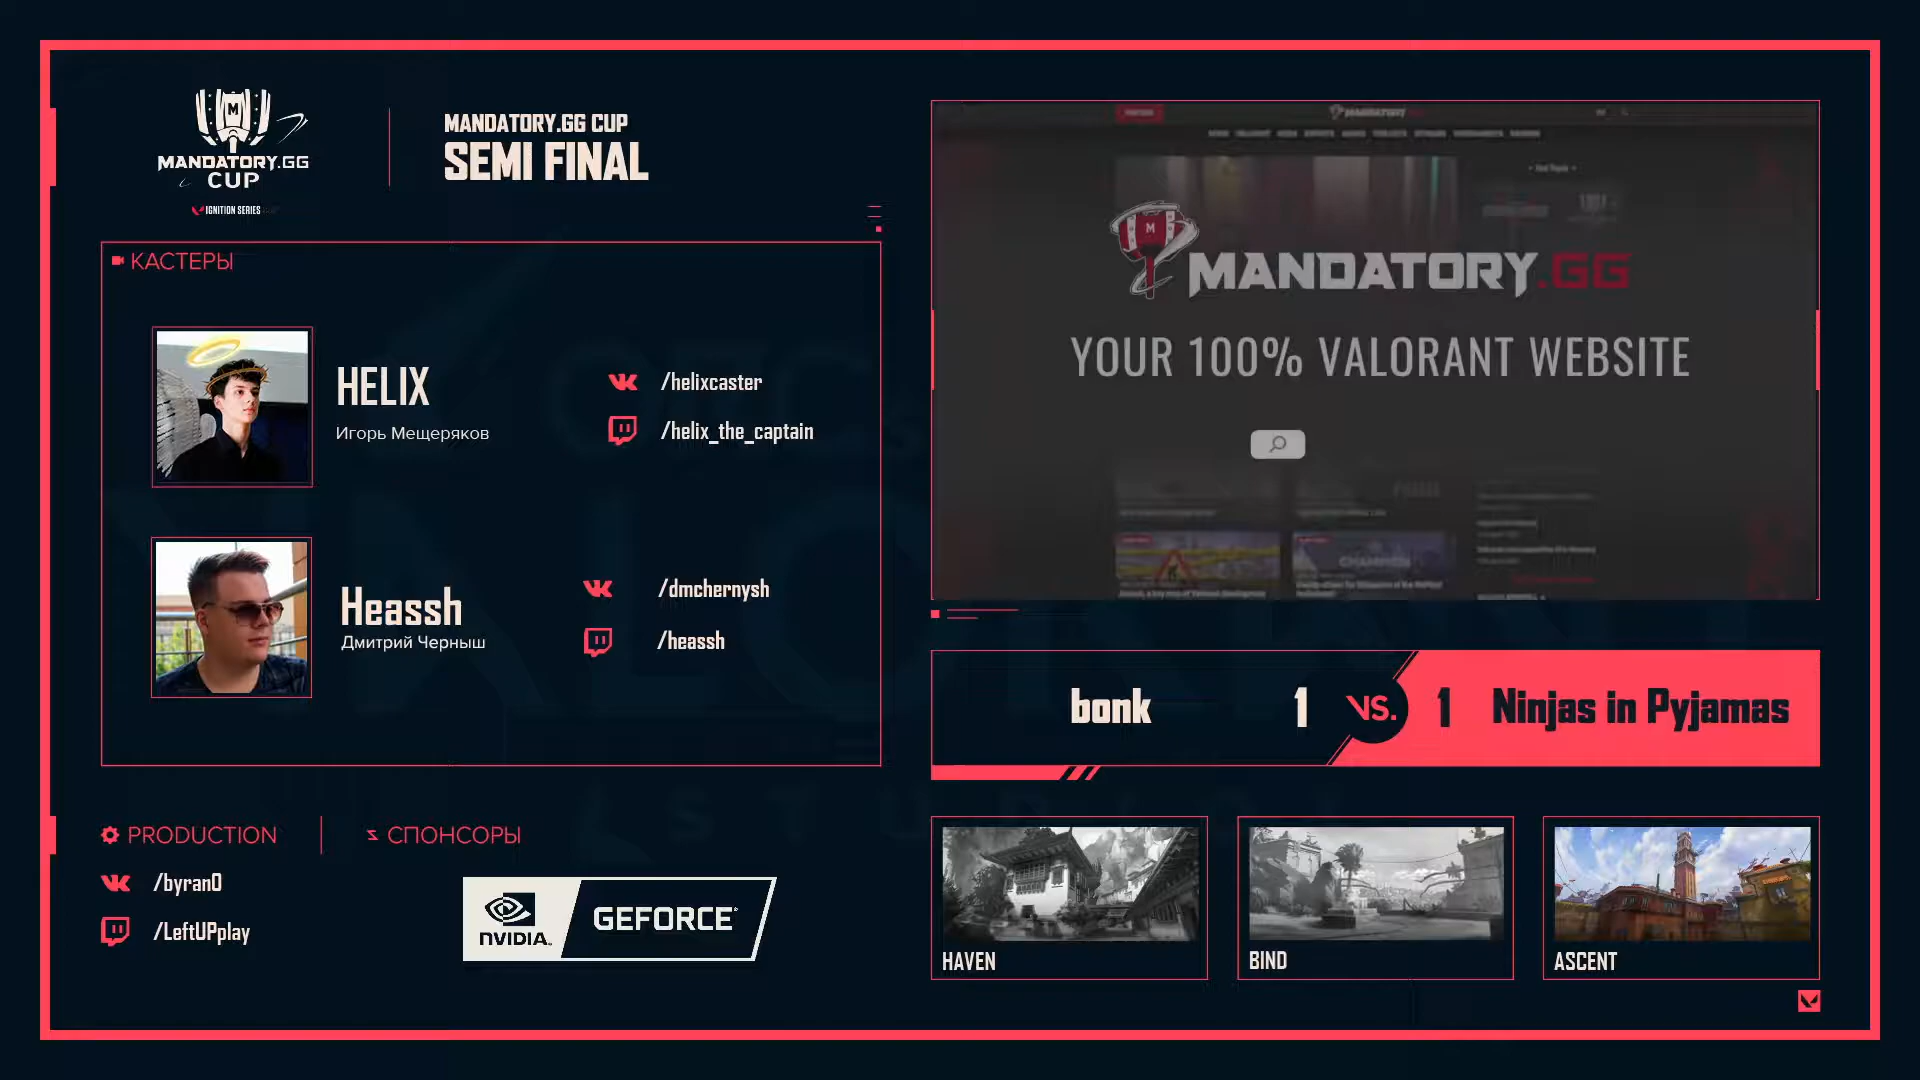 MANDATORY.GG
CUP
IGNITION SERIES
MANDATORY.GG CUP
SEMI FINAL
КАСТЕРЫ
HELIX
Игорь Мещеряков
/helixcaster
/helix_the_captain
Heassh
Дмитрий Черныш
/dmchernysh
/heassh
PRODUCTION
/byran0
/LeftUPplay
СПОНСОРЫ
NVIDIA.
GEFORCE
MANDATORY
M
MANDATORY.GG
YOUR 100% VALORANT WEBSITE
CHAMPION
bonk 1 VS. 1 Ninjas in Pyjamas
HAVEN
BIND
ASCENT